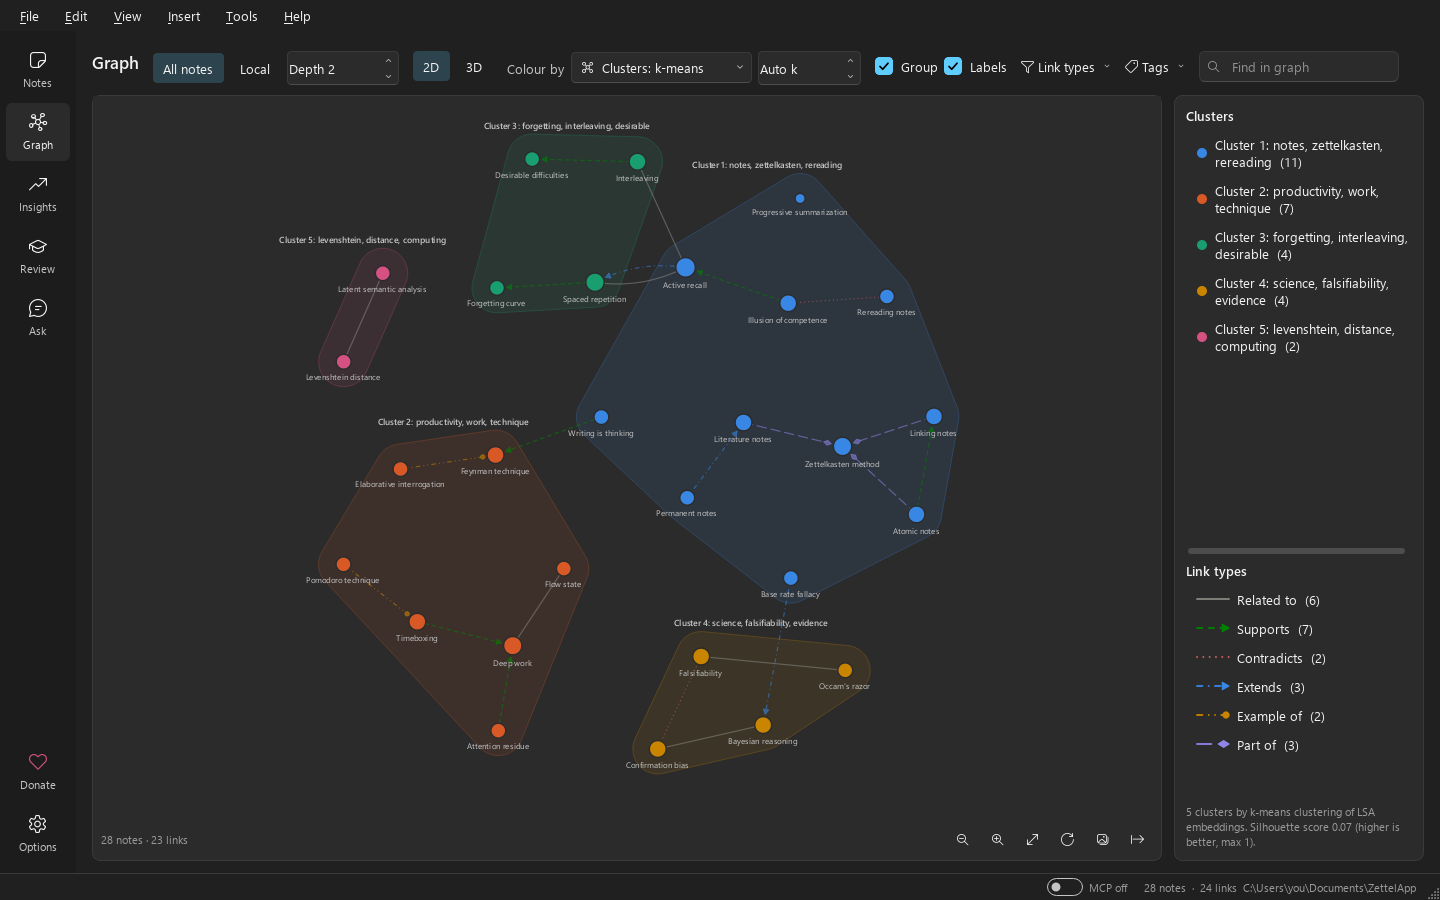 File Edit View Insert Tools Help
Notes
Graph
Insights
Review
Ask
Donate
Options
Graph
All notes Local Depth 2 2D 3D Colour by Clusters: k-means Auto k Group Labels Link types Tags Find in graph
Cluster 3: forgetting, interleaving, desirable
Desirable difficulties
Interleaving
Cluster 1: notes, zettelkasten, rereading
Progressive summarization
Cluster 5: levenshtein, distance, computing
Latent semantic analysis
Forgetting curve
Spaced repetition
Active recall
Illusion of competence
Rereading notes
Levenshtein distance
Cluster 2: productivity, work, technique
Writing is thinking
Literature notes
Linking notes
Feynman technique
Zettelkasten method
Elaborative interrogation
Permanent notes
Atomic notes
Pomodoro technique
Flow state
Base rate fallacy
Timeboxing
Cluster 4: science, falsifiability, evidence
Deep work
Falsifiability
Occam's razor
Attention residue
Bayesian reasoning
Confirmation bias
28 notes · 23 links
Clusters
Cluster 1: notes, zettelkasten,
rereading (11)
Cluster 2: productivity, work,
technique (7)
Cluster 3: forgetting, interleaving,
desirable (4)
Cluster 4: science, falsifiability,
evidence (4)
Cluster 5: levenshtein, distance,
computing (2)
Link types
Related to (6)
Supports (7)
Contradicts (2)
Extends (3)
Example of (2)
Part of (3)
5 clusters by k-means clustering of LSA
embeddings. Silhouette score 0.07 (higher is
better, max 1).
MCP off 28 notes · 24 links C:\Users\you\Documents\ZettelApp